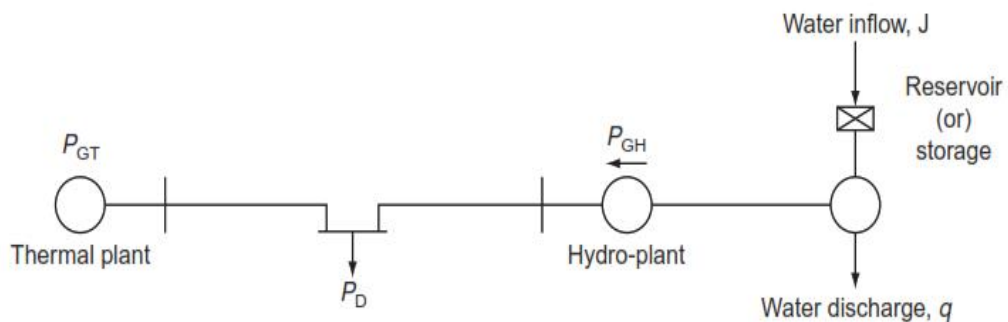 Water inflow, J
Reservoir
(or)
storage
P_GT
P_GH
Thermal plant
Hydro-plant
P_D
Water discharge, q